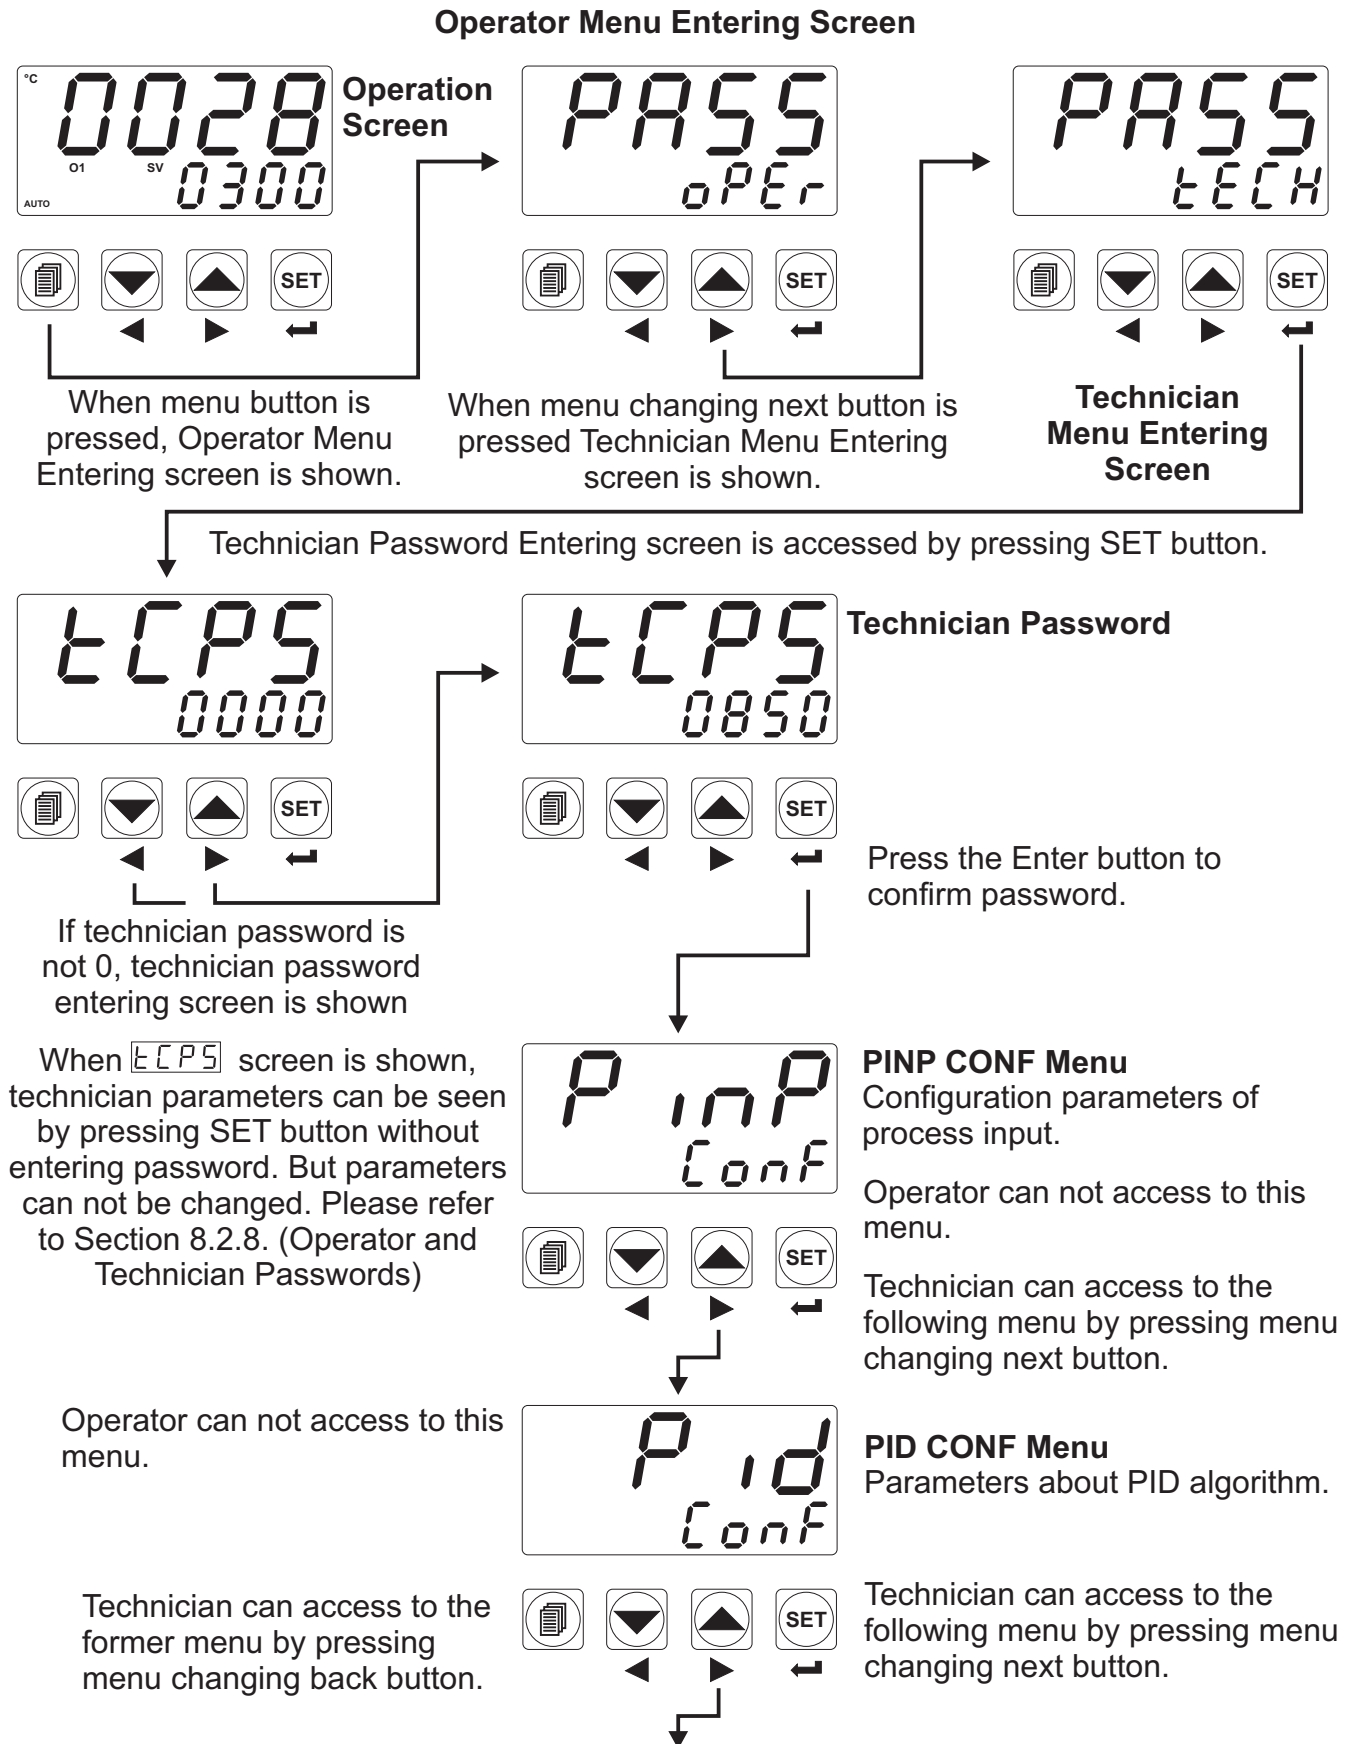 Operator Menu Entering Screen
°C
0028
O1
SV
0300
AUTO
Operation
Screen
PASS
oPEr
PASS
tECH
SET
SET
SET
When menu button is
pressed, Operator Menu
Entering screen is shown.
When menu changing next button is
pressed Technician Menu Entering
screen is shown.
Technician
Menu Entering
Screen
Technician Password Entering screen is accessed by pressing SET button.
tCPS
0000
tCPS
0850
Technician Password
SET
SET
Press the Enter button to
confirm password.
If technician password is
not 0, technician password
entering screen is shown
When tCPS screen is shown,
technician parameters can be seen
by pressing SET button without
entering password. But parameters
can not be changed. Please refer
to Section 8.2.8. (Operator and
Technician Passwords)
P inP
ConF
SET
PINP CONF Menu
Configuration parameters of
process input.
Operator can not access to this
menu.
Technician can access to the
following menu by pressing menu
changing next button.
Operator can not access to this
menu.
P id
ConF
PID CONF Menu
Parameters about PID algorithm.
Technician can access to the
former menu by pressing
menu changing back button.
SET
Technician can access to the
following menu by pressing menu
changing next button.